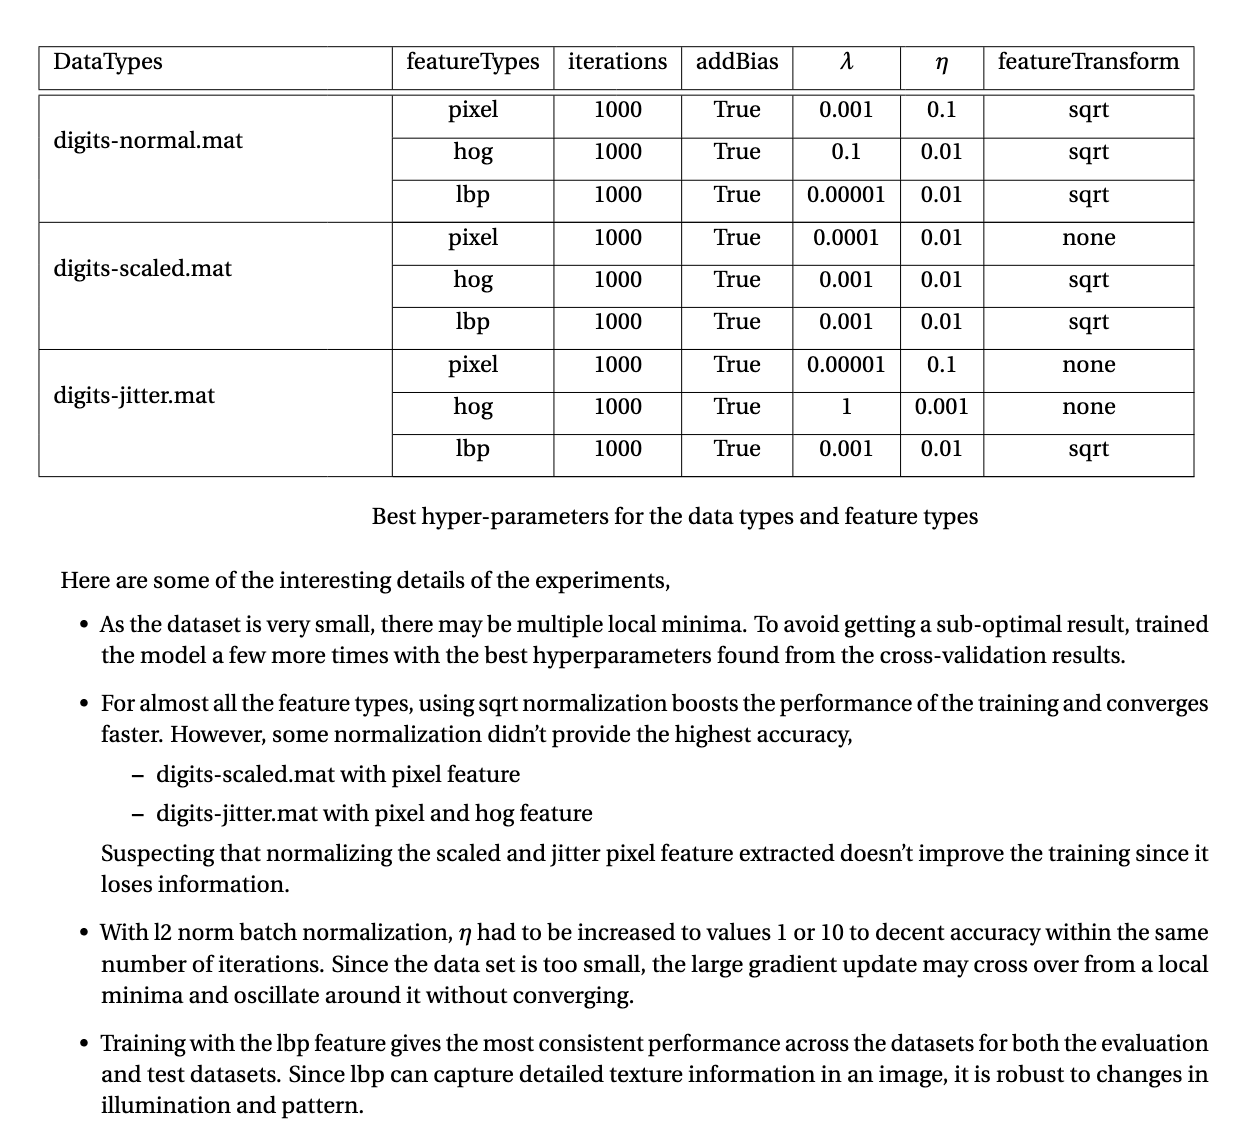 DataTypes featureTypes iterations addBias λ η featureTransform
digits-normal.mat
pixel 1000 True 0.001 0.1 sqrt
hog 1000 True 0.1 0.01 sqrt
lbp 1000 True 0.00001 0.01 sqrt
digits-scaled.mat
pixel 1000 True 0.0001 0.01 none
hog 1000 True 0.001 0.01 sqrt
lbp 1000 True 0.001 0.01 sqrt
digits-jitter.mat
pixel 1000 True 0.00001 0.1 none
hog 1000 True 1 0.001 none
lbp 1000 True 0.001 0.01 sqrt
Best hyper-parameters for the data types and feature types
Here are some of the interesting details of the experiments,
• As the dataset is very small, there may be multiple local minima. To avoid getting a sub-optimal result, trained
the model a few more times with the best hyperparameters found from the cross-validation results.
• For almost all the feature types, using sqrt normalization boosts the performance of the training and converges
faster. However, some normalization didn't provide the highest accuracy,
– digits-scaled.mat with pixel feature
– digits-jitter.mat with pixel and hog feature
Suspecting that normalizing the scaled and jitter pixel feature extracted doesn't improve the training since it
loses information.
• With l2 norm batch normalization, η had to be increased to values 1 or 10 to decent accuracy within the same
number of iterations. Since the data set is too small, the large gradient update may cross over from a local
minima and oscillate around it without converging.
• Training with the lbp feature gives the most consistent performance across the datasets for both the evaluation
and test datasets. Since lbp can capture detailed texture information in an image, it is robust to changes in
illumination and pattern.